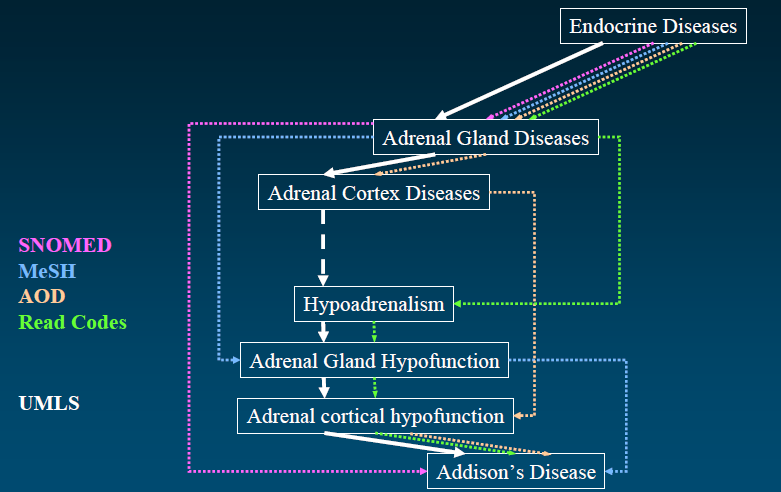 Endocrine Diseases
Adrenal Gland Diseases
Adrenal Cortex Diseases
SNOMED
MeSH
AOD
Read Codes
Hypoadrenalism
Adrenal Gland Hypofunction
UMLS
Adrenal cortical hypofunction
Addison’s Disease